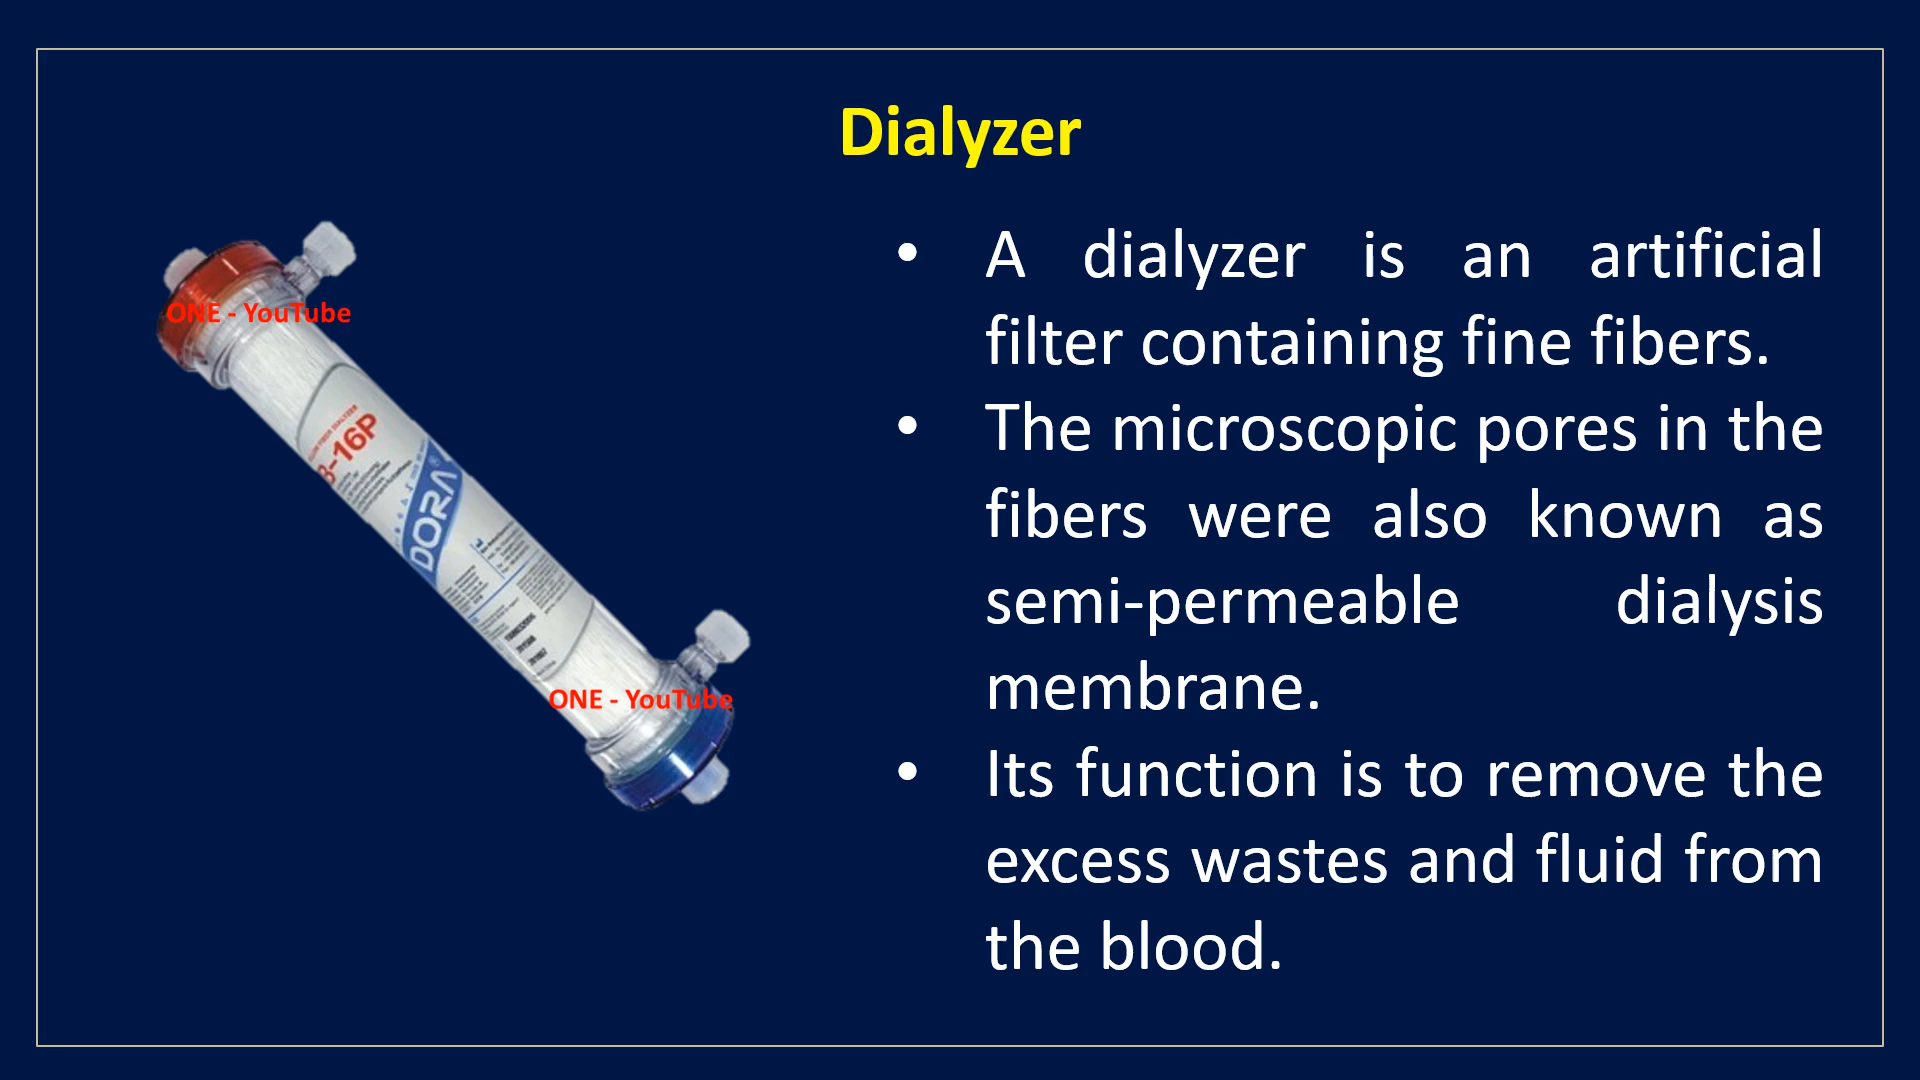 Dialyzer
• A dialyzer is an artificial
filter containing fine fibers.
• The microscopic pores in the
fibers were also known as
semi-permeable dialysis
membrane.
• Its function is to remove the
excess wastes and fluid from
the blood.
ONE - YouTube
-16P
DORA®
ONE - YouTube